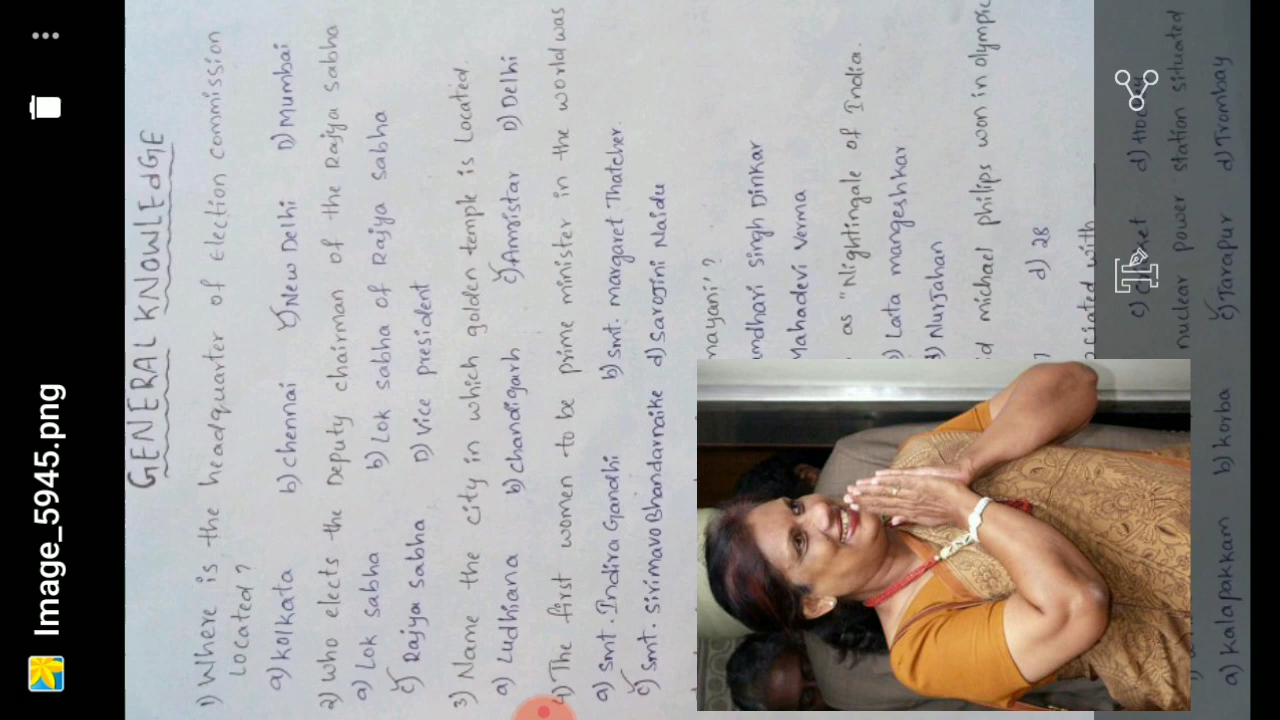 Image_5945.png
GENERAL KNOWLEdGE
1) Where is the headquarter of Election commission
Located ?
a) Kolkata b) chennai c) New Delhi D) Mumbai
2) Who elects the Deputy chairman of the Rajya sabha
a) Lok sabha b) Lok sabha of Rajya sabha
c) Rajya sabha D) Vice president
3) Name the city in which golden temple is Located.
a) Ludhiana b) chandigarh c) Amristar D) Delhi
4) The first women to be prime minister in the world was
a) Smt. Indira Gandhi b) smt. margaret Thatcher.
c) Smt. Sirimavo Bhandarnaike d) Sarojini Naidu
mayani' ?
mdhari Singh Dinkar
Mahadevi Verma
as "Nightingale of India.
) Lata mangeshkar
d) Nurjahan
michael philips won in olympic
d) 28
ociated with
c) d)
nuclear power station situated
a) Kalapakkam b) korba c) Tarapur d) Trombay